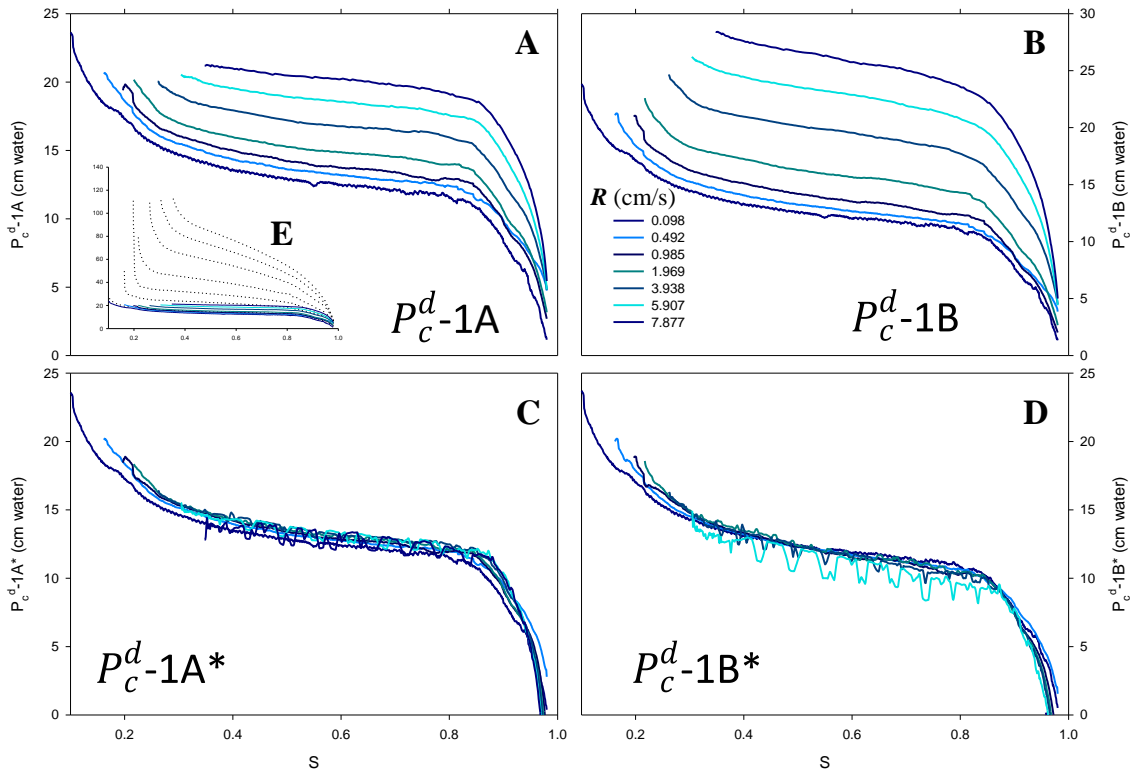 A
25
20
15
10
5
0
P_c^d-1A (cm water)
E
140
120
100
80
60
40
20
0
0.2 0.4 0.6 0.8 1.0
P_c^d-1A
B
30
25
20
15
10
5
0
P_c^d-1B (cm water)
R (cm/s)
0.098
0.492
0.985
1.969
3.938
5.907
7.877
P_c^d-1B
C
25
20
15
10
5
0
P_c^d-1A* (cm water)
P_c^d-1A*
0.2 0.4 0.6 0.8 1.0
S
D
25
20
15
10
5
0
P_c^d-1B* (cm water)
P_c^d-1B*
0.2 0.4 0.6 0.8 1.0
S